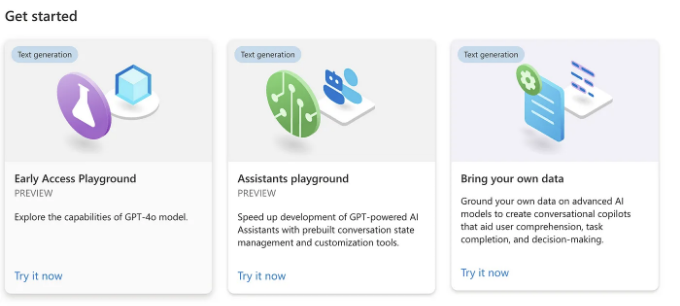 Get started
Text generation
Early Access Playground
PREVIEW
Explore the capabilities of GPT-4o model.
Try it now
Text generation
Assistants playground
PREVIEW
Speed up development of GPT-powered AI
Assistants with prebuilt conversation state
management and customization tools.
Try it now
Text generation
Bring your own data
Ground your own data on advanced AI
models to create conversational copilots
that aid user comprehension, task
completion, and decision-making.
Try it now